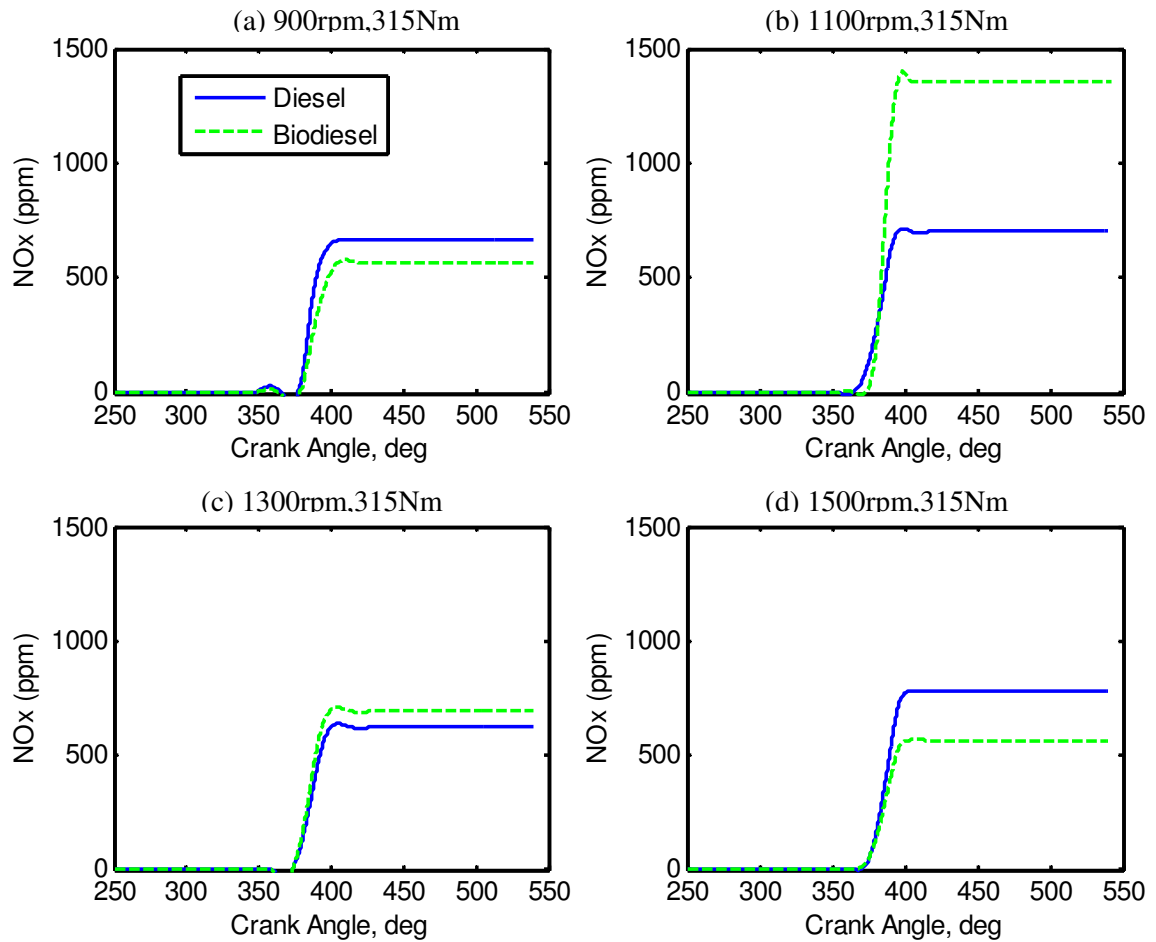 (a) 900rpm,315Nm
1500
1000
500
0
NOx (ppm)
Diesel
Biodiesel
250 300 350 400 450 500 550
Crank Angle, deg
(b) 1100rpm,315Nm
1500
1000
500
0
NOx (ppm)
250 300 350 400 450 500 550
Crank Angle, deg
(c) 1300rpm,315Nm
1500
1000
500
0
NOx (ppm)
250 300 350 400 450 500 550
Crank Angle, deg
(d) 1500rpm,315Nm
1500
1000
500
0
NOx (ppm)
250 300 350 400 450 500 550
Crank Angle, deg